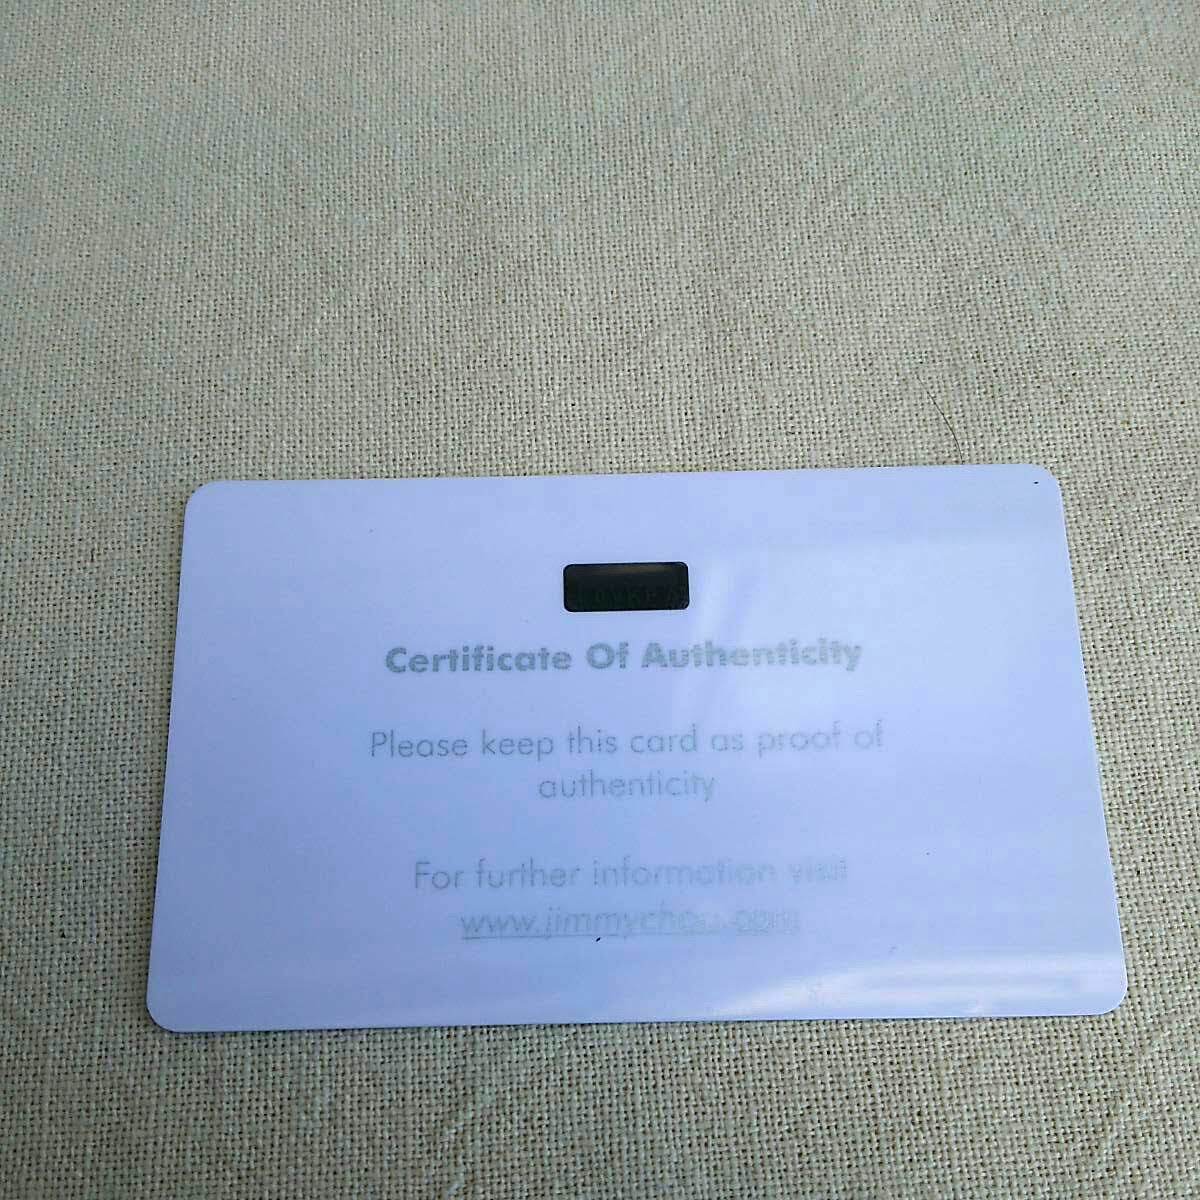 Certificate Of Authenticity
Please keep this card as proof of
authenticity
For further information visit
www.jimmychoo.com